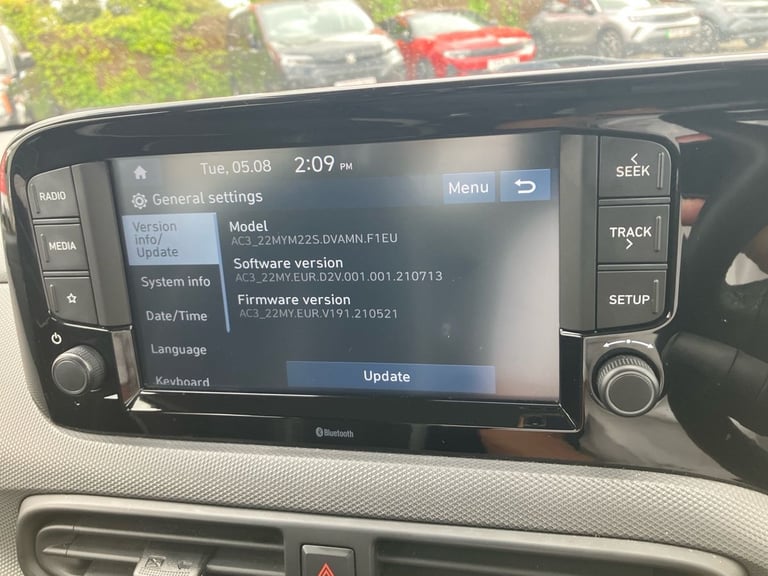 Tue, 05.08 2:09 PM
General settings
Menu
Version
info/
Update
System info
Date/Time
Language
Keyboard
Model
AC3_22MYM22S.DVAMN.F1EU
Software version
AC3_22MY.EUR.D2V.001.001.210713
Firmware version
AC3_22MY.EUR.V191.210521
Update
RADIO
MEDIA
SEEK
TRACK
SETUP
Bluetooth